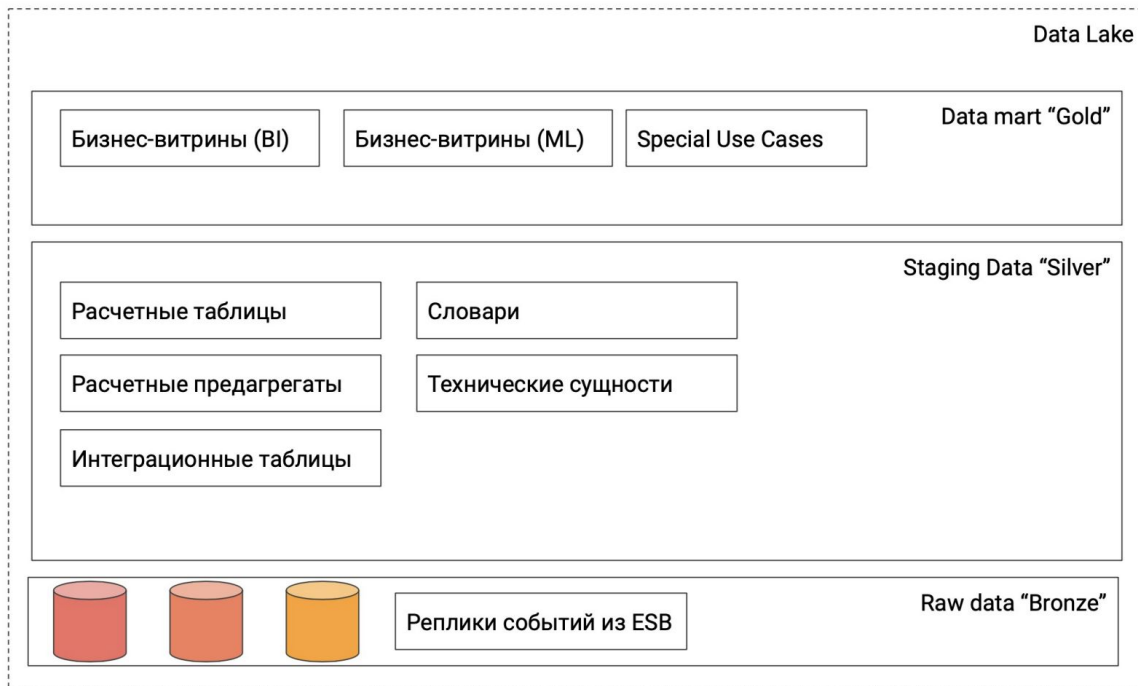 Data Lake
Data mart “Gold”
Бизнес-витрины (BI)
Бизнес-витрины (ML)
Special Use Cases
Staging Data “Silver”
Расчетные таблицы
Словари
Расчетные предагрегаты
Технические сущности
Интеграционные таблицы
Raw data “Bronze”
Реплики событий из ESB